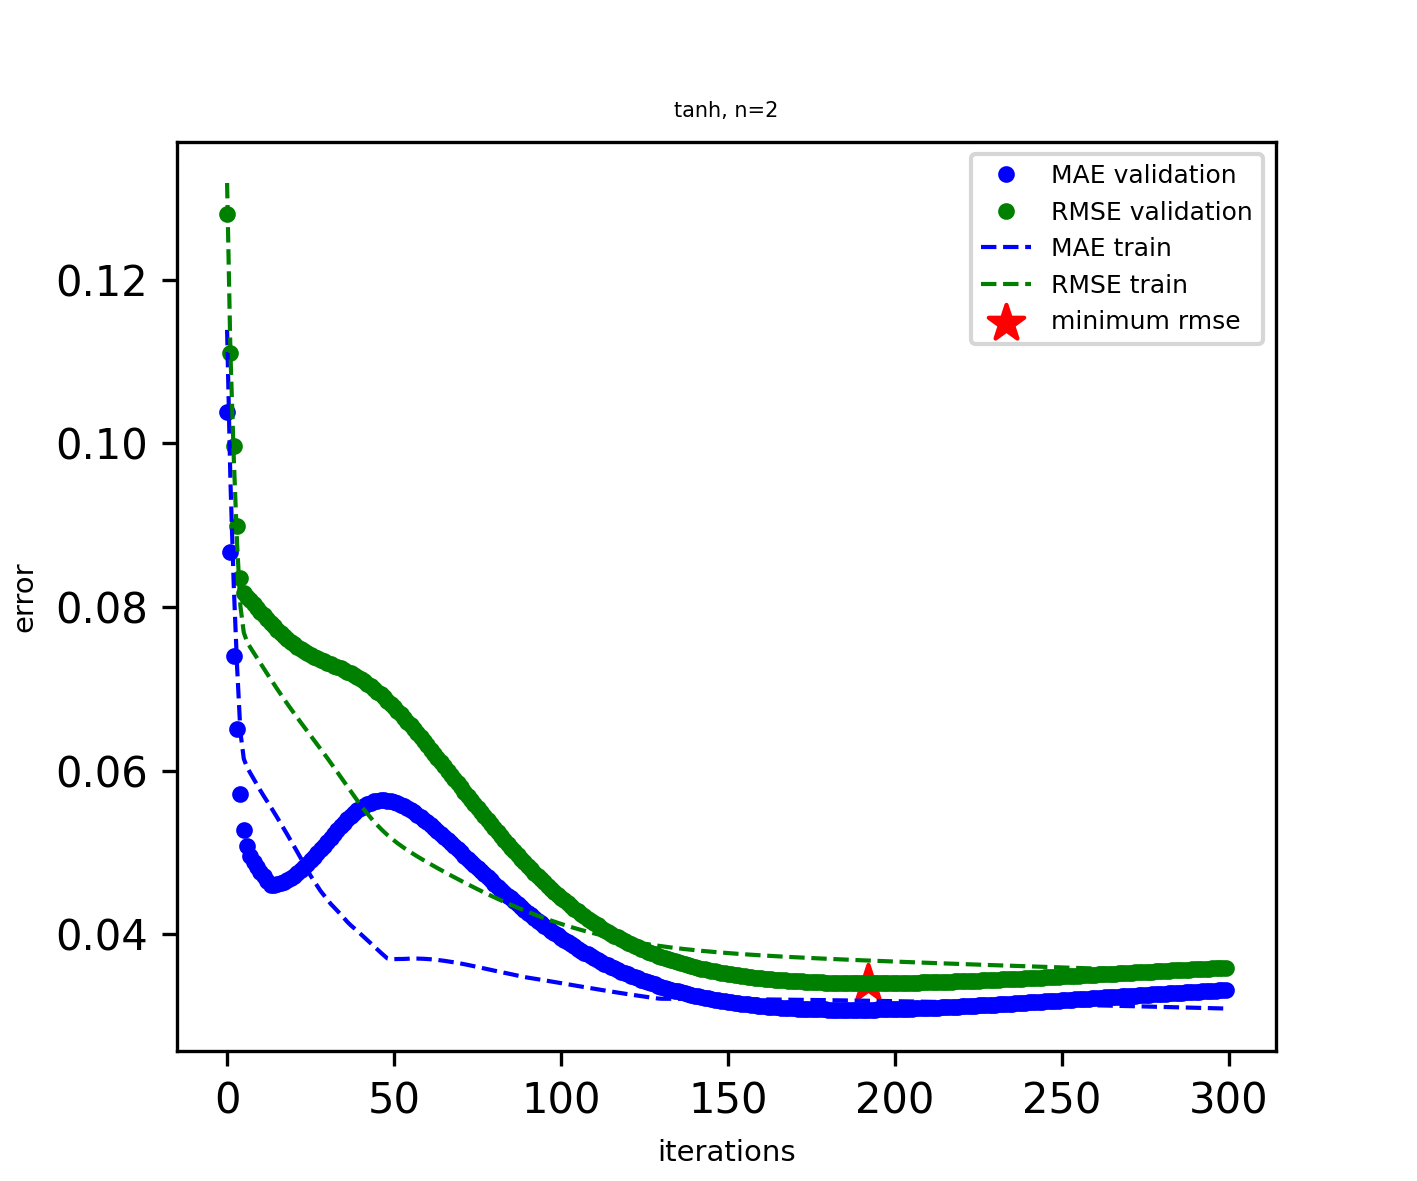 tanh, n=2
MAE validation
RMSE validation
MAE train
RMSE train
minimum rmse
error
0.12
0.10
0.08
0.06
0.04
0 50 100 150 200 250 300
iterations